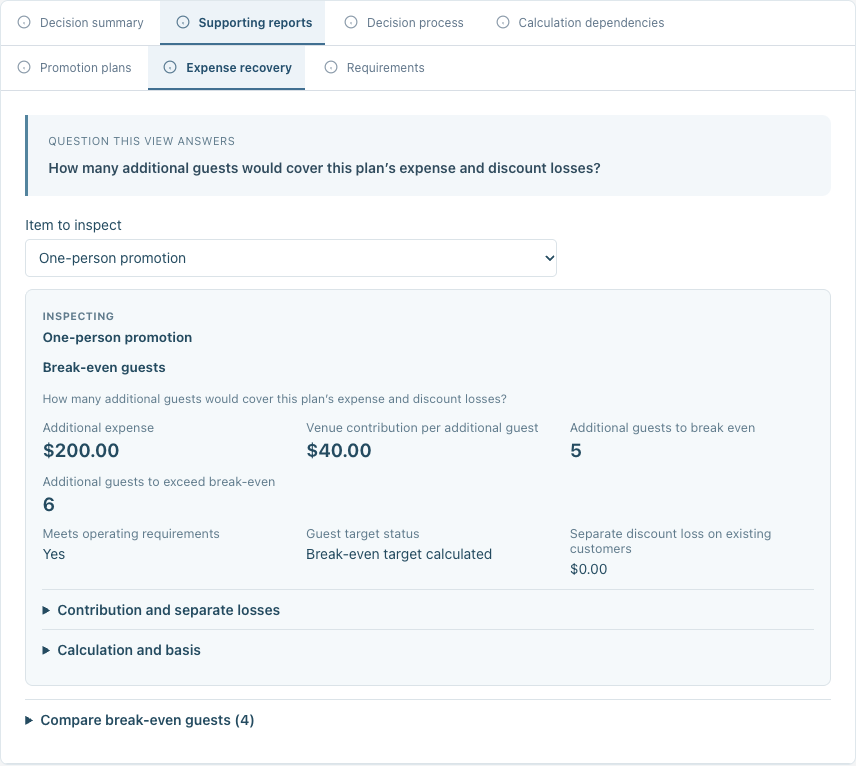 Decision summary
Supporting reports
Decision process
Calculation dependencies
Promotion plans
Expense recovery
Requirements
QUESTION THIS VIEW ANSWERS
How many additional guests would cover this plan’s expense and discount losses?
Item to inspect
One-person promotion
INSPECTING
One-person promotion
Break-even guests
How many additional guests would cover this plan’s expense and discount losses?
Additional expense
$200.00
Venue contribution per additional guest
$40.00
Additional guests to break even
5
Additional guests to exceed break-even
6
Meets operating requirements
Yes
Guest target status
Break-even target calculated
Separate discount loss on existing
customers
$0.00
Contribution and separate losses
Calculation and basis
Compare break-even guests (4)